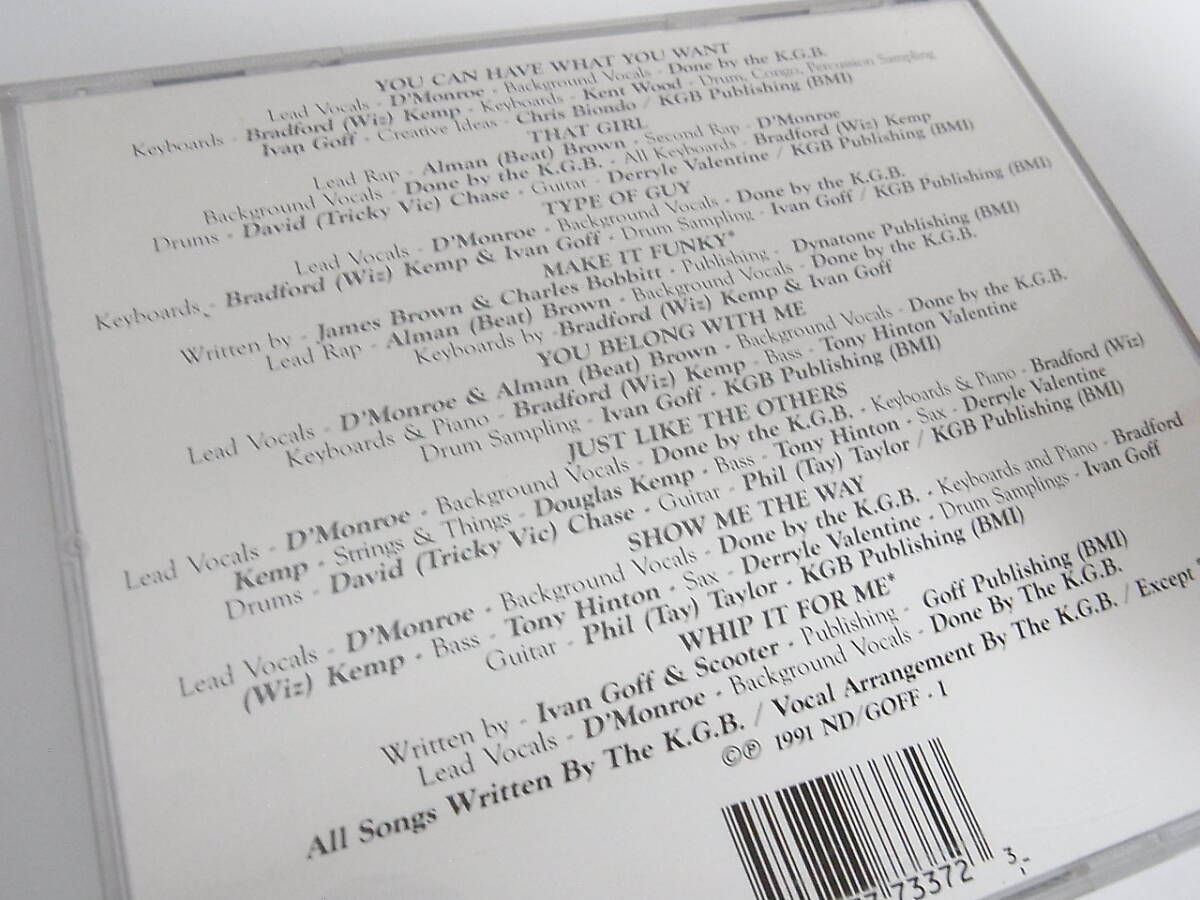 YOU CAN HAVE WHAT YOU WANT
Lead Vocals - D'Monroe - Background Vocals - Done by the K.G.B.
Keyboards - Bradford (Wiz) Kemp - Keyboards - Kent Wood - Drum, Congo, Percussion Sampling
Ivan Goff - Creative Ideas - Chris Biondo / KGB Publishing (BMI)
THAT GIRL
Lead Rap - Alman (Beat) Brown - Second Rap - D'Monroe
Background Vocals - Done by the K.G.B. - All Keyboards - Bradford (Wiz) Kemp
Drums - David (Tricky Vic) Chase - Guitar - Derryle Valentine / KGB Publishing (BMI)
TYPE OF GUY
Lead Vocals - D'Monroe - Background Vocals - Done by the K.G.B.
Keyboards - Bradford (Wiz) Kemp & Ivan Goff - Drum Sampling - Ivan Goff / KGB Publishing (BMI)
MAKE IT FUNKY*
Written by - James Brown & Charles Bobbitt - Publishing - Dynatone Publishing (BMI)
Lead Rap - Alman (Beat) Brown - Background Vocals - Done by the K.G.B.
Keyboards by - Bradford (Wiz) Kemp & Ivan Goff
YOU BELONG WITH ME
Lead Vocals - D'Monroe & Alman (Beat) Brown - Background Vocals - Done by the K.G.B.
Keyboards & Piano - Bradford (Wiz) Kemp - Bass - Tony Hinton Valentine
Drum Sampling - Ivan Goff - KGB Publishing (BMI)
JUST LIKE THE OTHERS
Lead Vocals - D'Monroe - Background Vocals - Done by the K.G.B. - Keyboards & Piano - Bradford (Wiz)
Kemp - Strings & Things - Douglas Kemp - Bass - Tony Hinton - Sax - Derryle Valentine
Drums - David (Tricky Vic) Chase - Guitar - Phil (Tay) Taylor / KGB Publishing (BMI)
SHOW ME THE WAY
Lead Vocals - D'Monroe - Background Vocals - Done by the K.G.B. - Keyboards and Piano - Bradford
(Wiz) Kemp - Bass - Tony Hinton - Sax - Derryle Valentine - Drum Samplings - Ivan Goff
Guitar - Phil (Tay) Taylor - KGB Publishing (BMI)
WHIP IT FOR ME*
Written by - Ivan Goff & Scooter - Publishing - Goff Publishing (BMI)
Lead Vocals - D'Monroe - Background Vocals - Done By The K.G.B.
All Songs Written By The K.G.B. / Vocal Arrangement By The K.G.B. / Except *
©℗ 1991 ND/GOFF - 1
73372 3